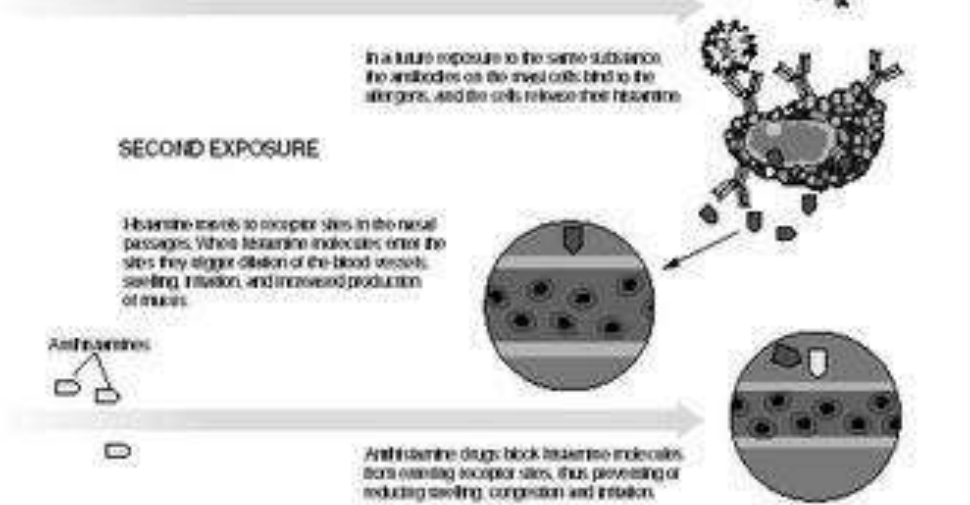 In a future exposure to the same substance,
the antibodies on the mast cells bind to the
allergens, and the cells release their histamine.
SECOND EXPOSURE
Histamine travels to receptor sites in the nasal
passages. When histamine molecules enter the
sites they trigger dilation of the blood vessels,
swelling, irritation, and increased production
of mucus.
Antihistamines
Antihistamine drugs block histamine molecules
from entering receptor sites, thus preventing or
reducing swelling, congestion and irritation.